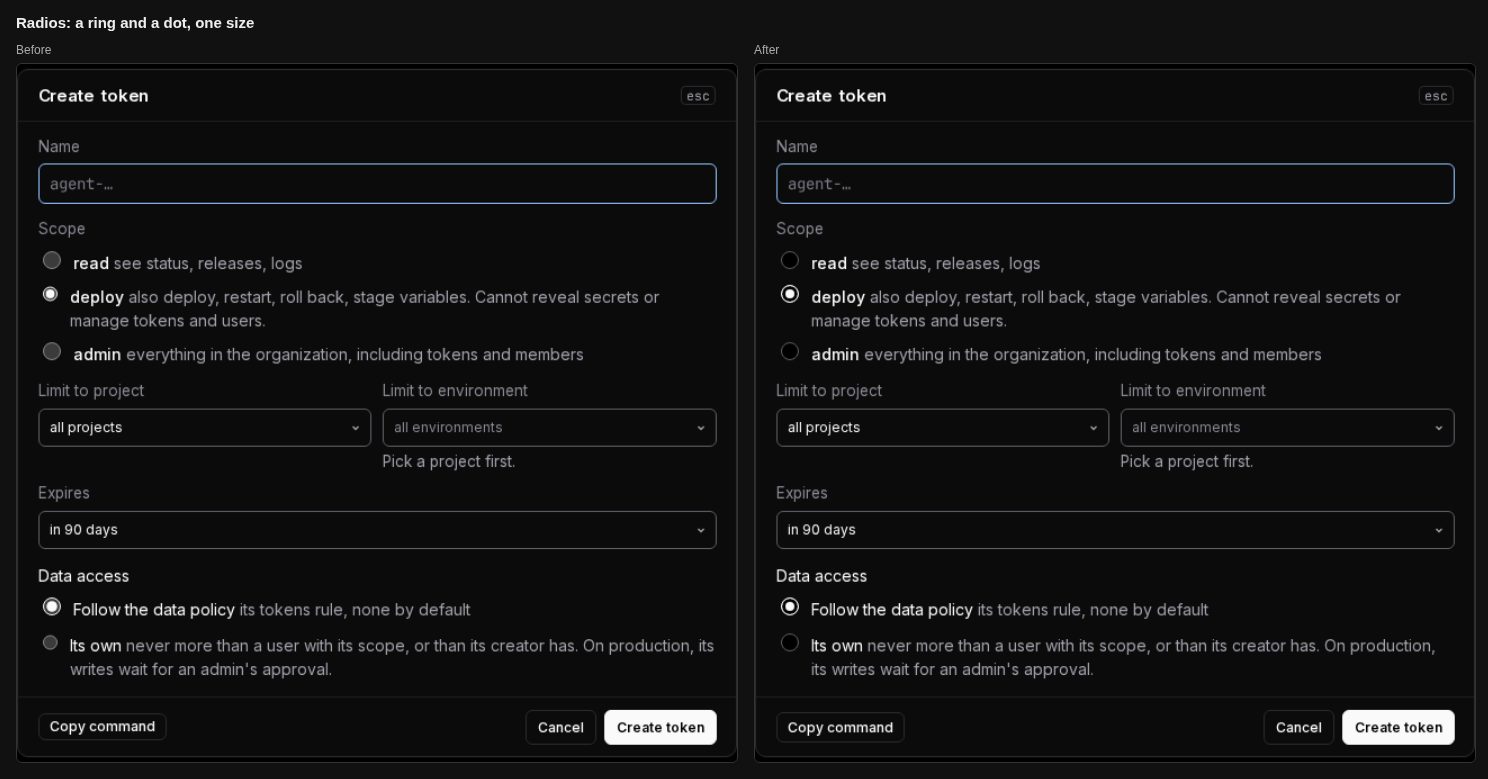 Radios: a ring and a dot, one size
Before
Create token
esc
Name
agent-…
Scope
read see status, releases, logs
deploy also deploy, restart, roll back, stage variables. Cannot reveal secrets or
manage tokens and users.
admin everything in the organization, including tokens and members
Limit to project
Limit to environment
all projects
all environments
Pick a project first.
Expires
in 90 days
Data access
Follow the data policy its tokens rule, none by default
Its own never more than a user with its scope, or than its creator has. On production, its
writes wait for an admin's approval.
Copy command
Cancel
Create token
After
Create token
esc
Name
agent-…
Scope
read see status, releases, logs
deploy also deploy, restart, roll back, stage variables. Cannot reveal secrets or
manage tokens and users.
admin everything in the organization, including tokens and members
Limit to project
Limit to environment
all projects
all environments
Pick a project first.
Expires
in 90 days
Data access
Follow the data policy its tokens rule, none by default
Its own never more than a user with its scope, or than its creator has. On production,
its writes wait for an admin's approval.
Copy command
Cancel
Create token